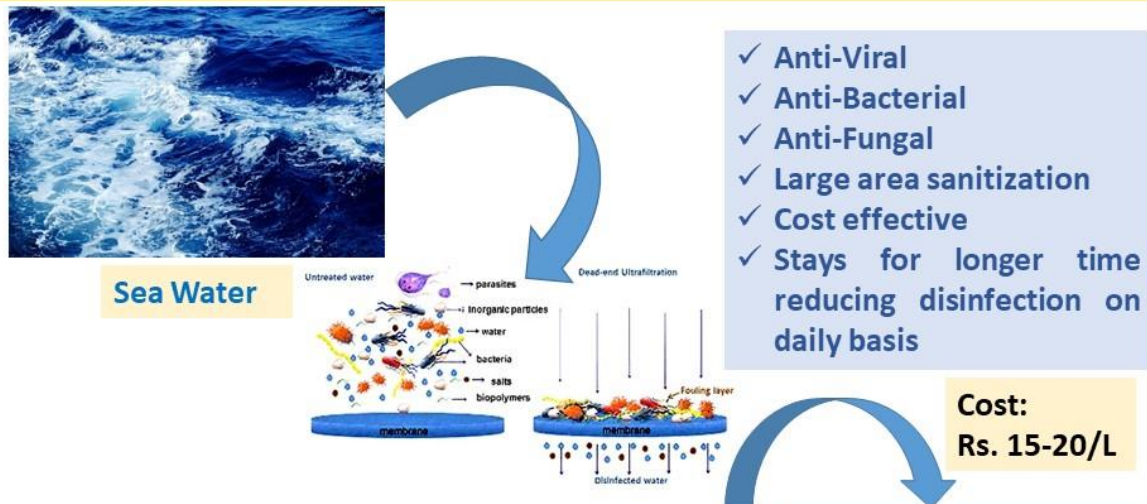 ✓ Anti-Viral
✓ Anti-Bacterial
✓ Anti-Fungal
✓ Large area sanitization
✓ Cost effective
✓ Stays for longer time
reducing disinfection on
daily basis
Sea Water
Untreated water
parasites
inorganic particles
water
bacteria
salts
biopolymers
membrane
Dead-end Ultrafiltration
Fouling layer
membrane
Disinfected water
Cost:
Rs. 15-20/L